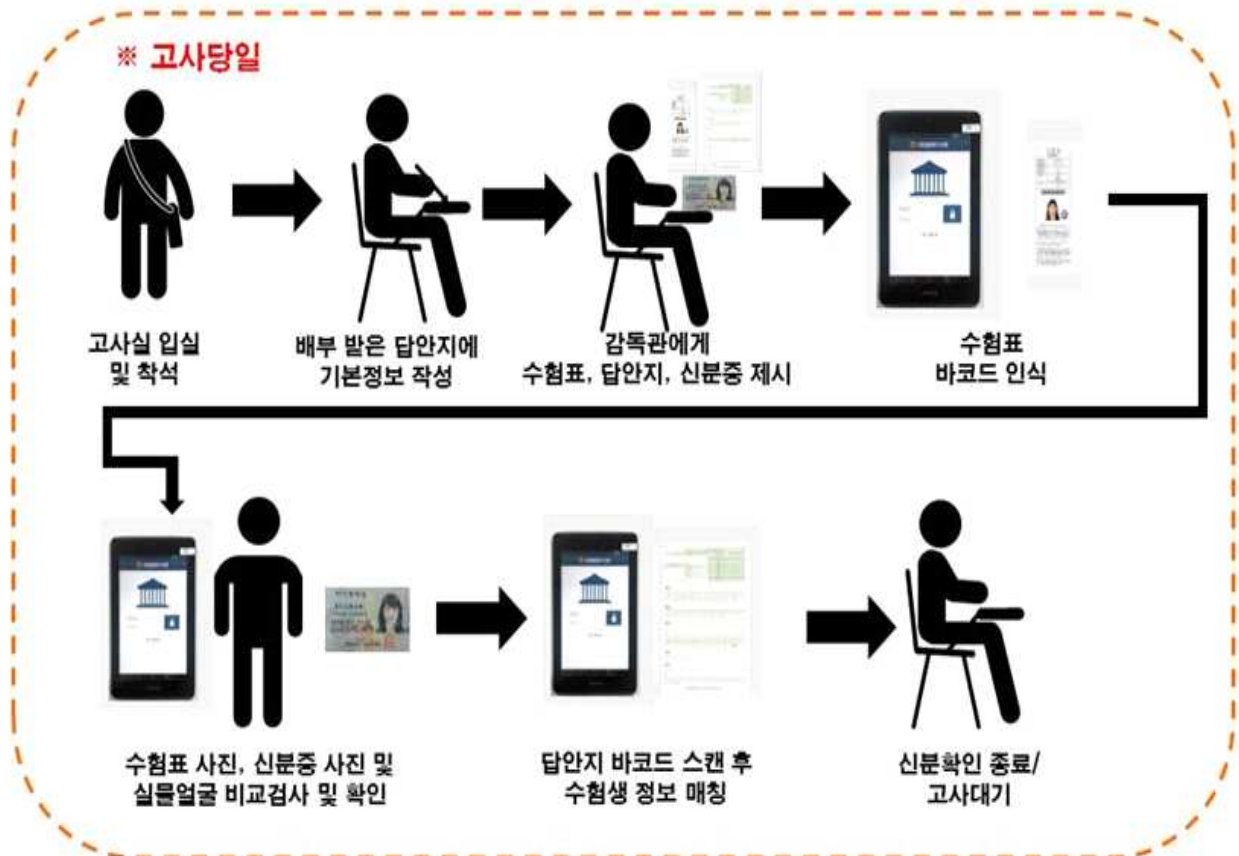 ※ 고사당일
고사실 입실
및 착석
배부 받은 답안지에
기본정보 작성
감독관에게
수험표, 답안지, 신분증 제시
수험표
바코드 인식
수험표 사진, 신분증 사진 및
실물얼굴 비교검사 및 확인
답안지 바코드 스캔 후
수험생 정보 매칭
신분확인 종료/
고사대기